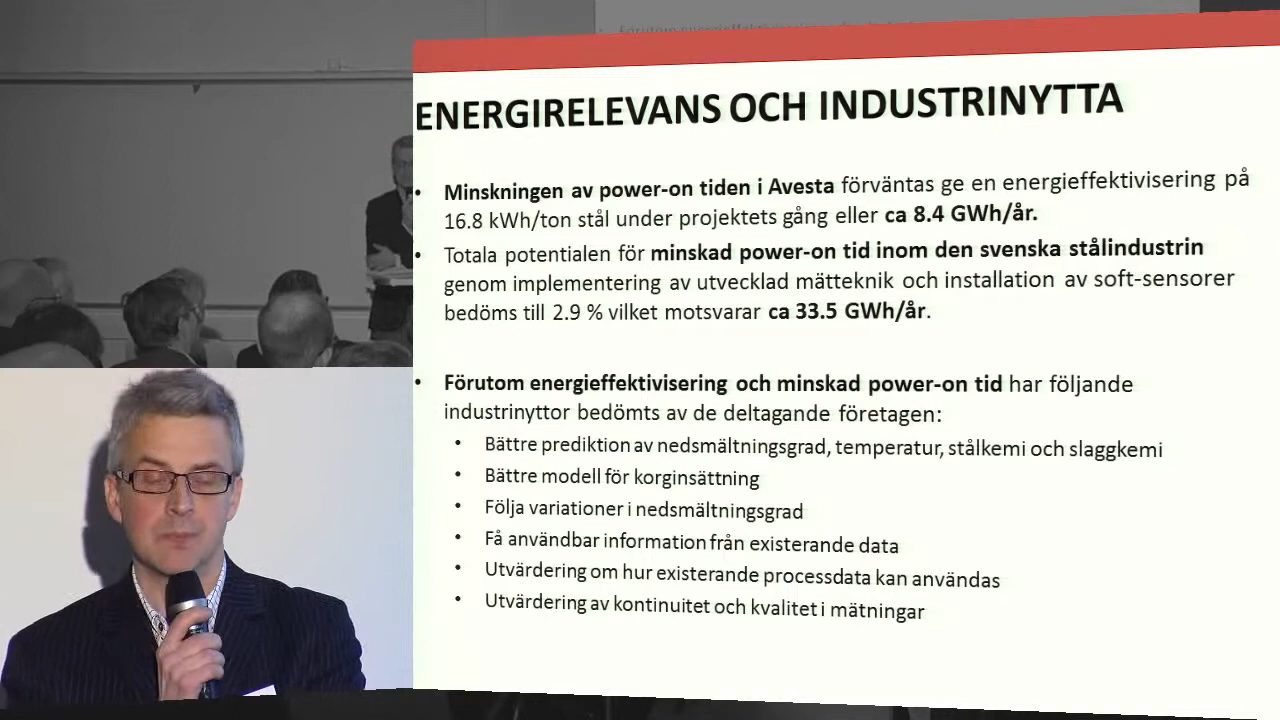 ENERGIRELEVANS OCH INDUSTRINYTTA
• Minskningen av power-on tiden i Avesta förväntas ge en energieffektivisering på
16.8 kWh/ton stål under projektets gång eller ca 8.4 GWh/år.
• Totala potentialen för minskad power-on tid inom den svenska stålindustrin
genom implementering av utvecklad mätteknik och installation av soft-sensorer
bedöms till 2.9 % vilket motsvarar ca 33.5 GWh/år.
• Förutom energieffektivisering och minskad power-on tid har följande
industrinyttor bedömts av de deltagande företagen:
• Bättre prediktion av nedsmältningsgrad, temperatur, stålkemi och slaggkemi
• Bättre modell för korginsättning
• Följa variationer i nedsmältningsgrad
• Få användbar information från existerande data
• Utvärdering om hur existerande processdata kan användas
• Utvärdering av kontinuitet och kvalitet i mätningar